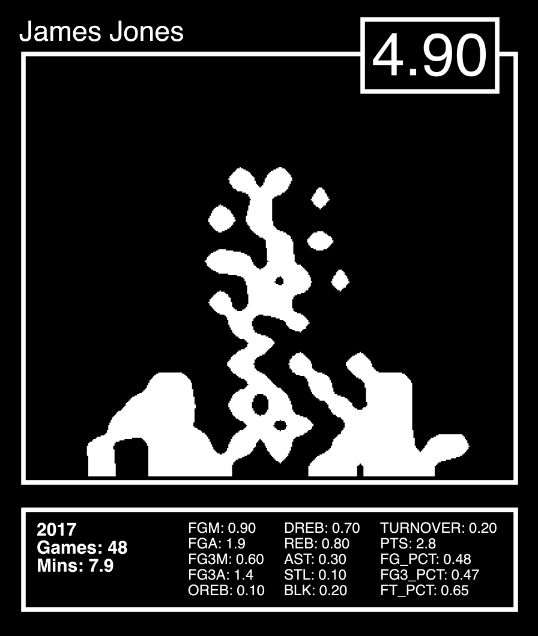 James Jones
4.90
2017
Games: 48
Mins: 7.9
FGM: 0.90
FGA: 1.9
FG3M: 0.60
FG3A: 1.4
OREB: 0.10
DREB: 0.70
REB: 0.80
AST: 0.30
STL: 0.10
BLK: 0.20
TURNOVER: 0.20
PTS: 2.8
FG_PCT: 0.48
FG3_PCT: 0.47
FT_PCT: 0.65